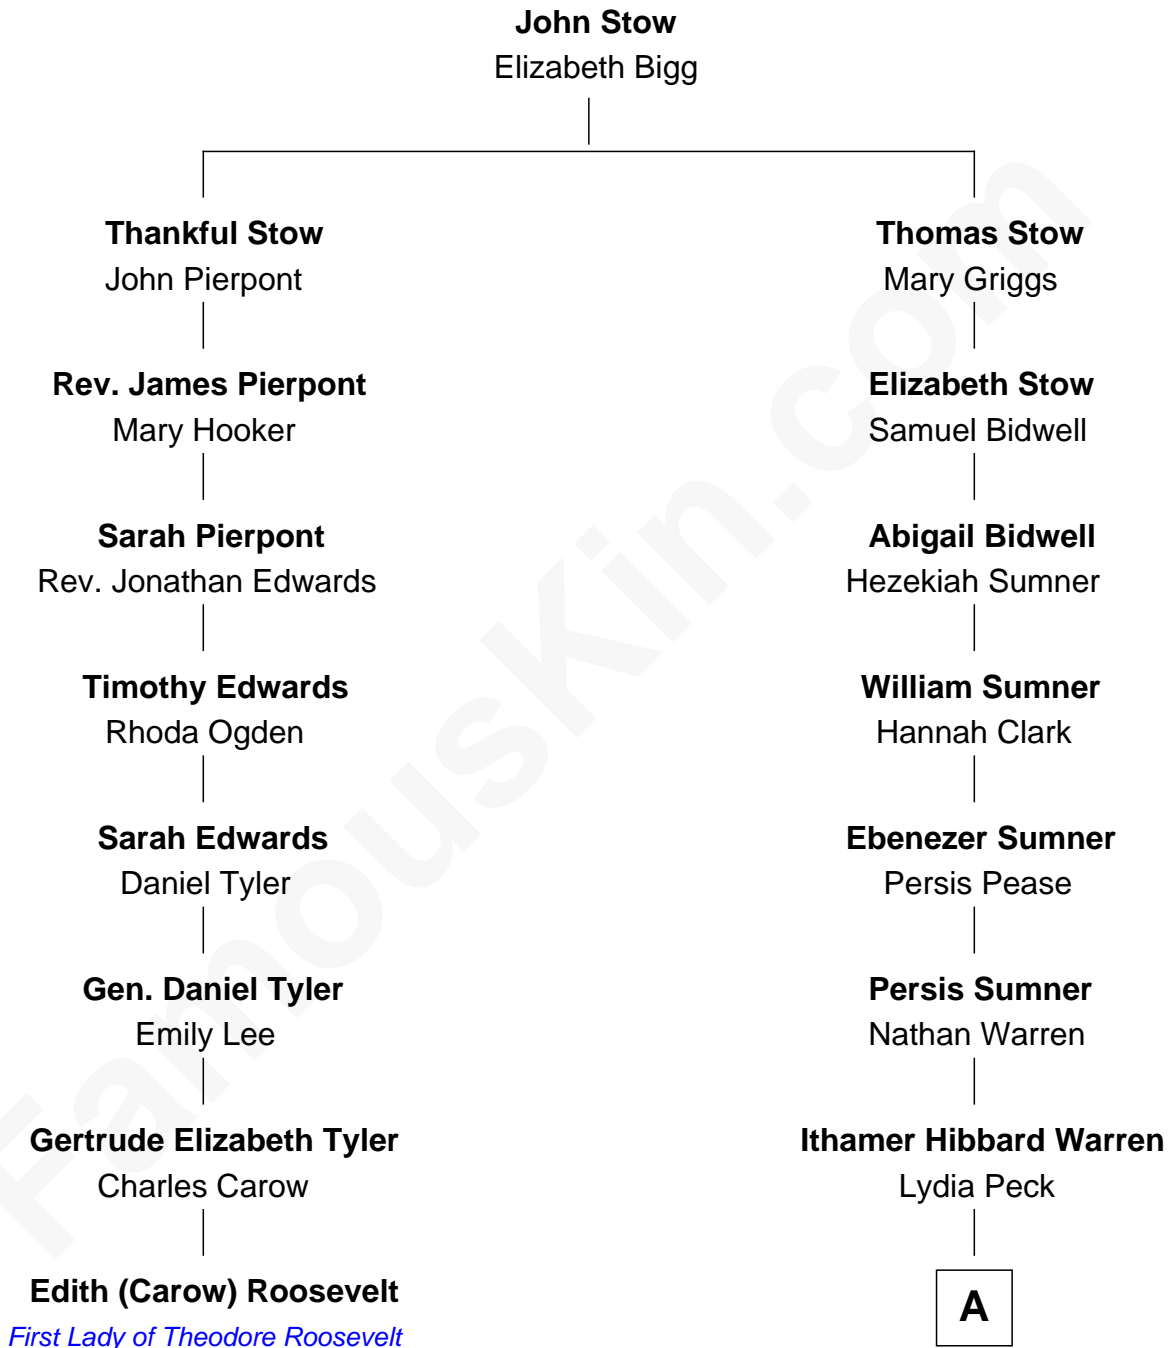 John Stow
Elizabeth Bigg
Thankful Stow
John Pierpont
Thomas Stow
Mary Griggs
Rev. James Pierpont
Mary Hooker
Elizabeth Stow
Samuel Bidwell
Sarah Pierpont
Rev. Jonathan Edwards
Abigail Bidwell
Hezekiah Sumner
Timothy Edwards
Rhoda Ogden
William Sumner
Hannah Clark
Sarah Edwards
Daniel Tyler
Ebenezer Sumner
Persis Pease
Gen. Daniel Tyler
Emily Lee
Persis Sumner
Nathan Warren
Gertrude Elizabeth Tyler
Charles Carow
Ithamer Hibbard Warren
Lydia Peck
Edith (Carow) Roosevelt
First Lady of Theodore Roosevelt
A
FamousKin.com